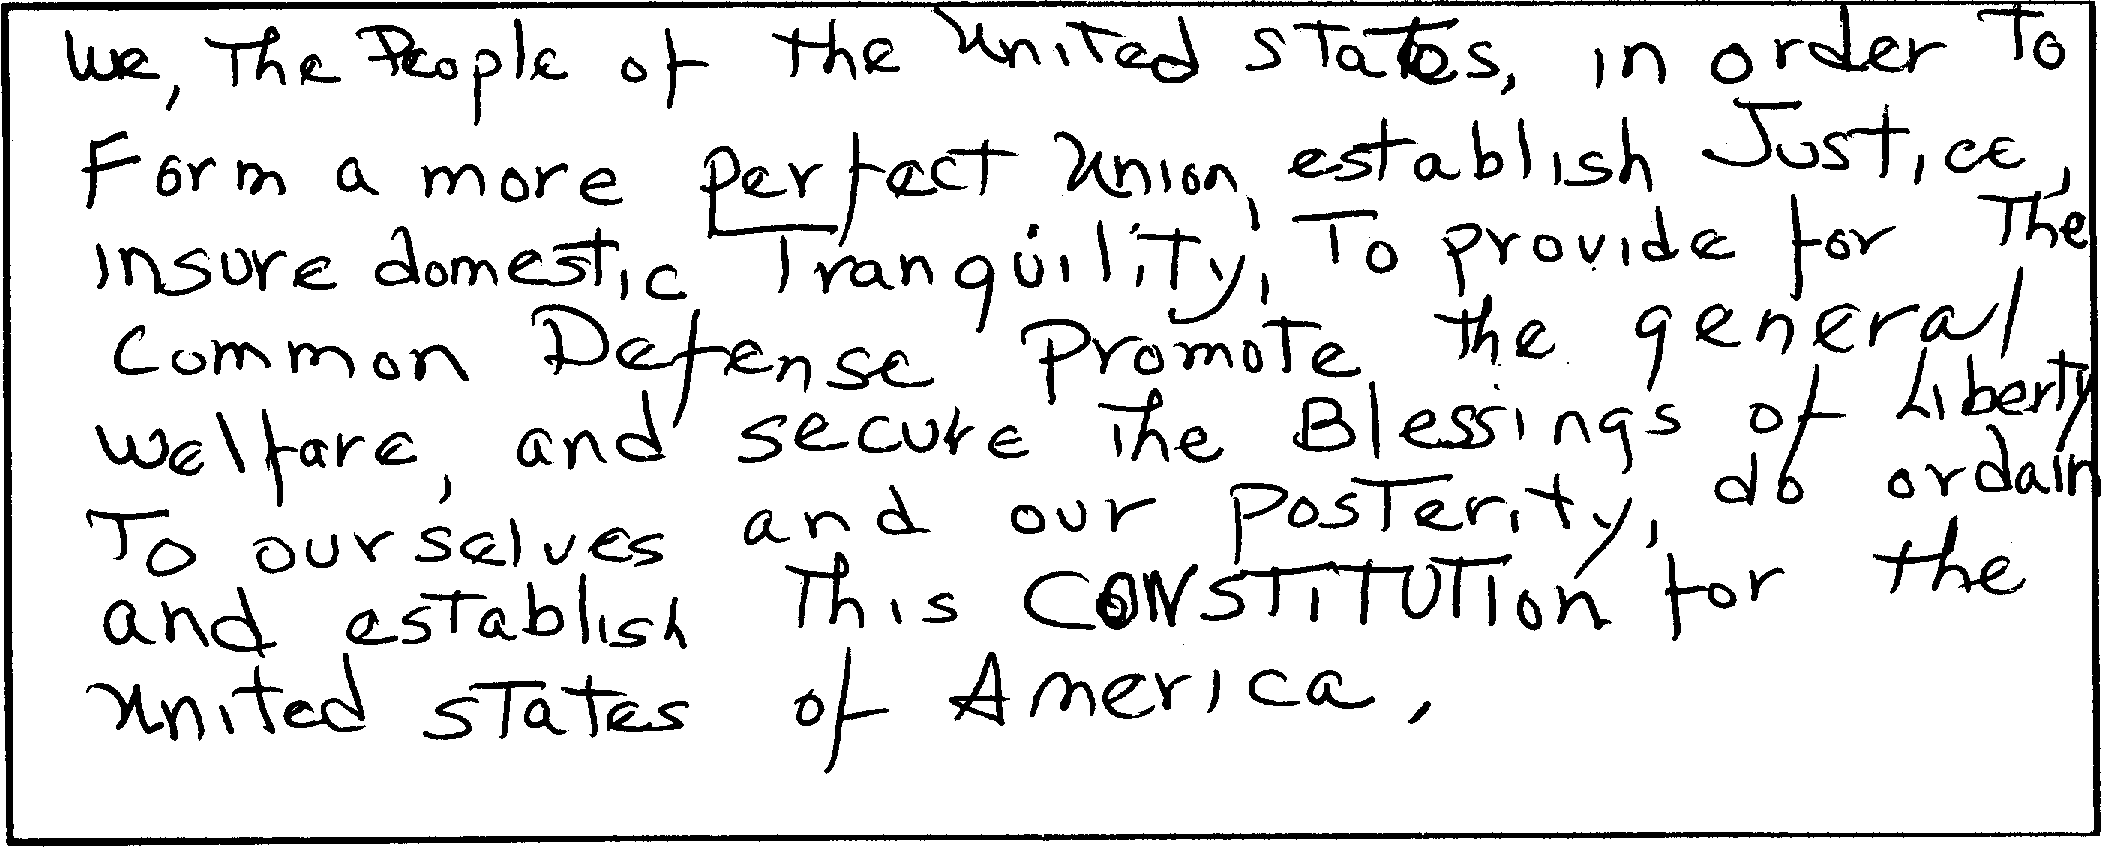 We, The People of the United States, in order To
Form a more perfect Union, establish Justice,
insure domestic Tranquility, To provide for The
Common Defense Promote the general
welfare, and secure The Blessings of Liberty
To ourselves and our Posterity, do ordain
and establish This CONSTITUTION for the
United States of America,